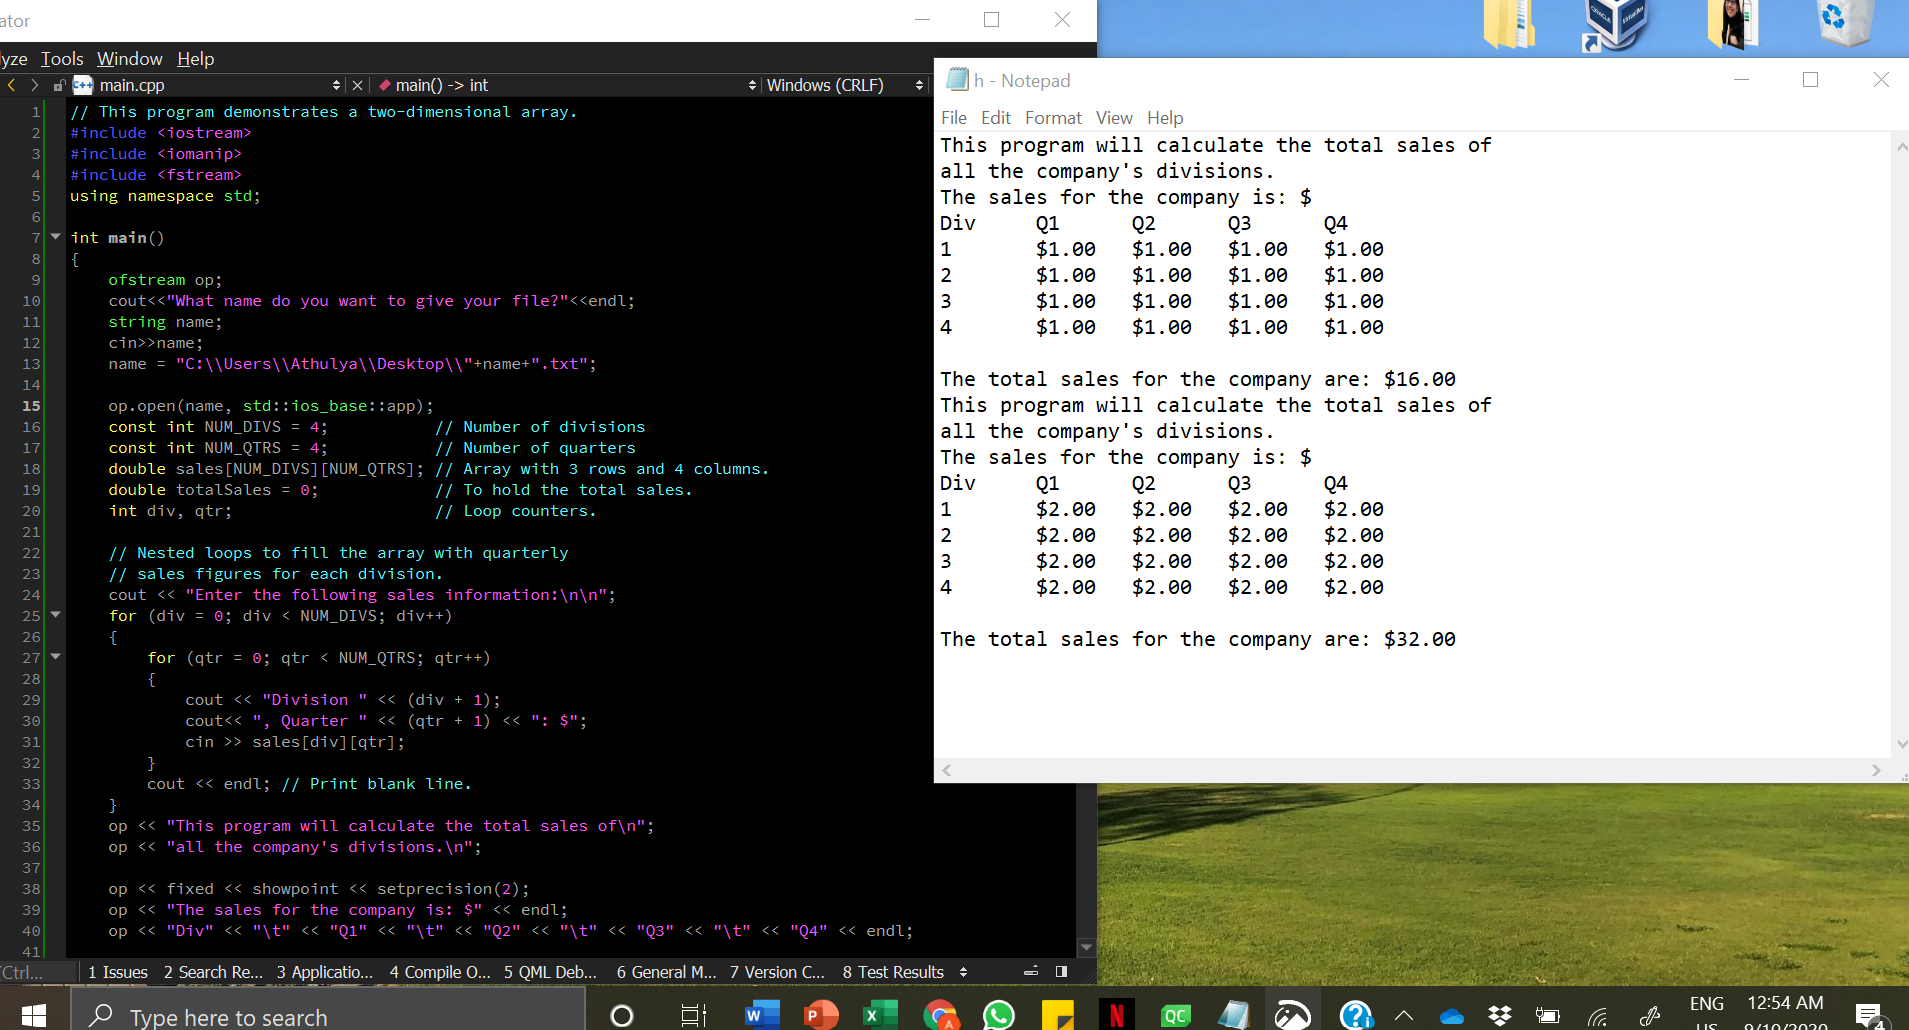 ator
lyze Tools Window Help
main.cpp
main() -> int
Windows (CRLF)
1 // This program demonstrates a two-dimensional array.
2 #include <iostream>
3 #include <iomanip>
4 #include <fstream>
5 using namespace std;
6
7 int main()
8 {
9 ofstream op;
10 cout<<"What name do you want to give your file?"<<endl;
11 string name;
12 cin>>name;
13 name = "C:\\Users\\Athulya\\Desktop\\"+name+".txt";
14
15 op.open(name, std::ios_base::app);
16 const int NUM_DIVS = 4; // Number of divisions
17 const int NUM_QTRS = 4; // Number of quarters
18 double sales[NUM_DIVS][NUM_QTRS]; // Array with 3 rows and 4 columns.
19 double totalSales = 0; // To hold the total sales.
20 int div, qtr; // Loop counters.
21
22 // Nested loops to fill the array with quarterly
23 // sales figures for each division.
24 cout << "Enter the following sales information:\n\n";
25 for (div = 0; div < NUM_DIVS; div++)
26 {
27 for (qtr = 0; qtr < NUM_QTRS; qtr++)
28 {
29 cout << "Division " << (div + 1);
30 cout<< ", Quarter " << (qtr + 1) << ": $";
31 cin >> sales[div][qtr];
32 }
33 cout << endl; // Print blank line.
34 }
35 op << "This program will calculate the total sales of\n";
36 op << "all the company's divisions.\n";
37
38 op << fixed << showpoint << setprecision(2);
39 op << "The sales for the company is: $" << endl;
40 op << "Div" << "\t" << "Q1" << "\t" << "Q2" << "\t" << "Q3" << "\t" << "Q4" << endl;
41
(Ctrl... 1 Issues 2 Search Re... 3 Applicatio... 4 Compile O... 5 QML Deb... 6 General M... 7 Version C... 8 Test Results
ORACLE
VirtualBox
h - Notepad
File Edit Format View Help
This program will calculate the total sales of
all the company's divisions.
The sales for the company is: $
Div Q1 Q2 Q3 Q4
1 $1.00 $1.00 $1.00 $1.00
2 $1.00 $1.00 $1.00 $1.00
3 $1.00 $1.00 $1.00 $1.00
4 $1.00 $1.00 $1.00 $1.00
The total sales for the company are: $16.00
This program will calculate the total sales of
all the company's divisions.
The sales for the company is: $
Div Q1 Q2 Q3 Q4
1 $2.00 $2.00 $2.00 $2.00
2 $2.00 $2.00 $2.00 $2.00
3 $2.00 $2.00 $2.00 $2.00
4 $2.00 $2.00 $2.00 $2.00
The total sales for the company are: $32.00
Type here to search
ENG 12:54 AM
US 9/10/2020